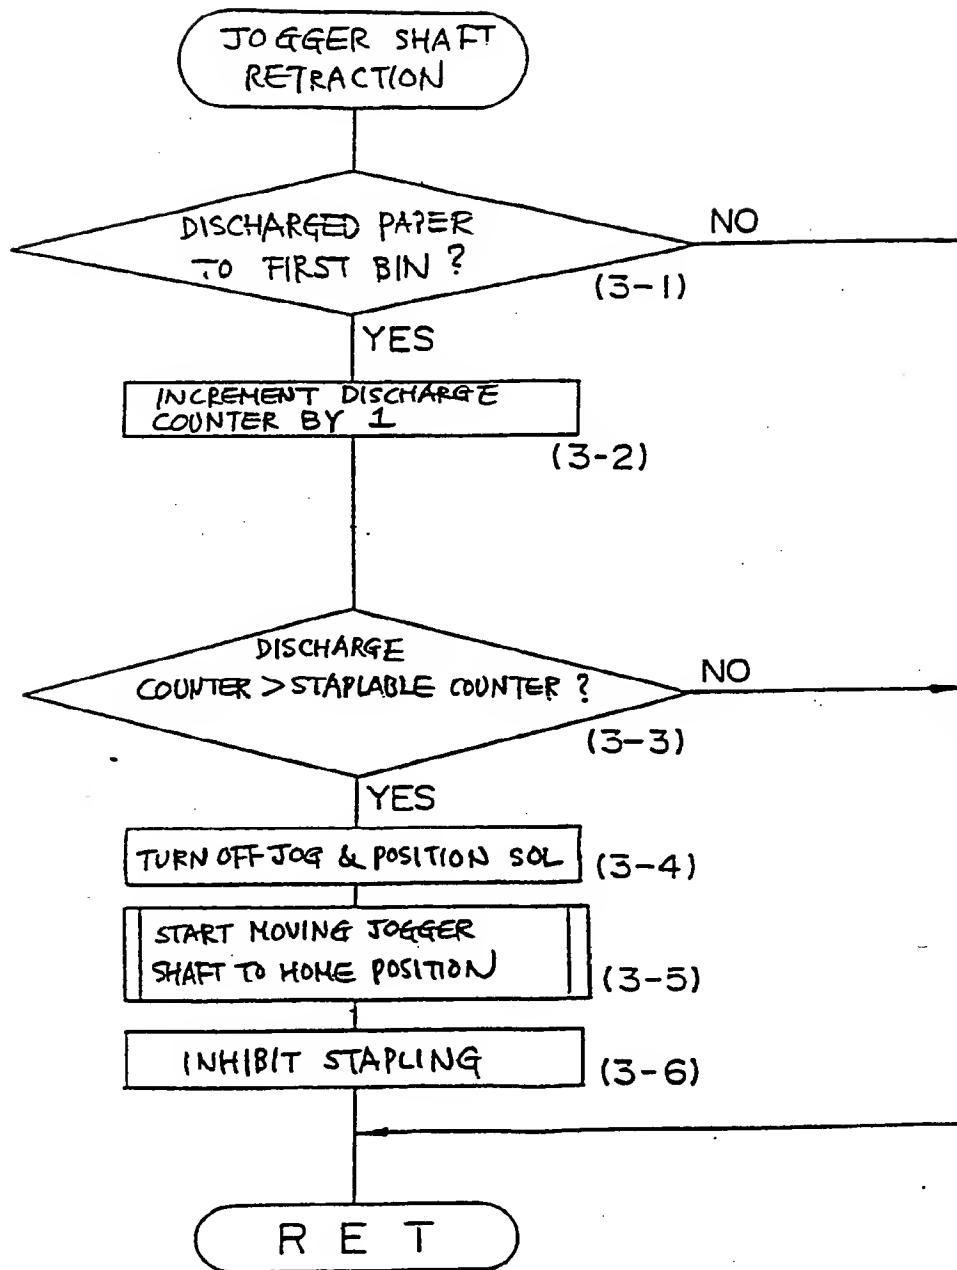 JOGGER SHAFT
RETRACTION
DISCHARGED PAPER
TO FIRST BIN ?
NO
(3-1)
YES
INCREMENT DISCHARGE
COUNTER BY 1
(3-2)
DISCHARGE
COUNTER > STAPLABLE COUNTER ?
NO
(3-3)
YES
TURN OFF JOG & POSITION SOL
(3-4)
START MOVING JOGGER
SHAFT TO HOME POSITION
(3-5)
INHIBIT STAPLING
(3-6)
RET